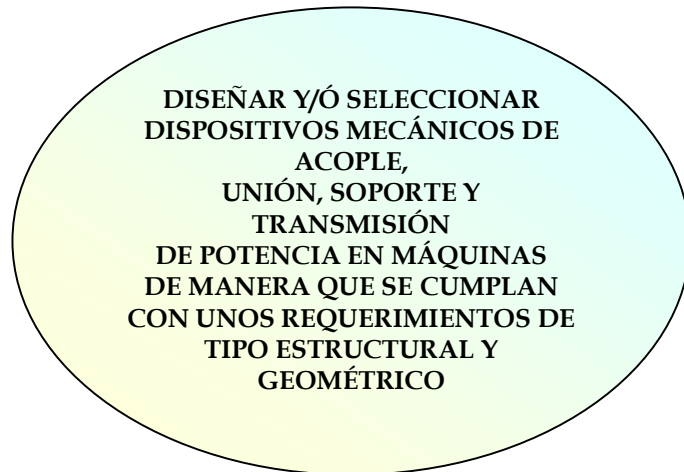 DISEÑAR Y/Ó SELECCIONAR
DISPOSITIVOS MECÁNICOS DE
ACOPLE,
UNIÓN, SOPORTE Y
TRANSMISIÓN
DE POTENCIA EN MÁQUINAS
DE MANERA QUE SE CUMPLAN
CON UNOS REQUERIMIENTOS DE
TIPO ESTRUCTURAL Y
GEOMÉTRICO